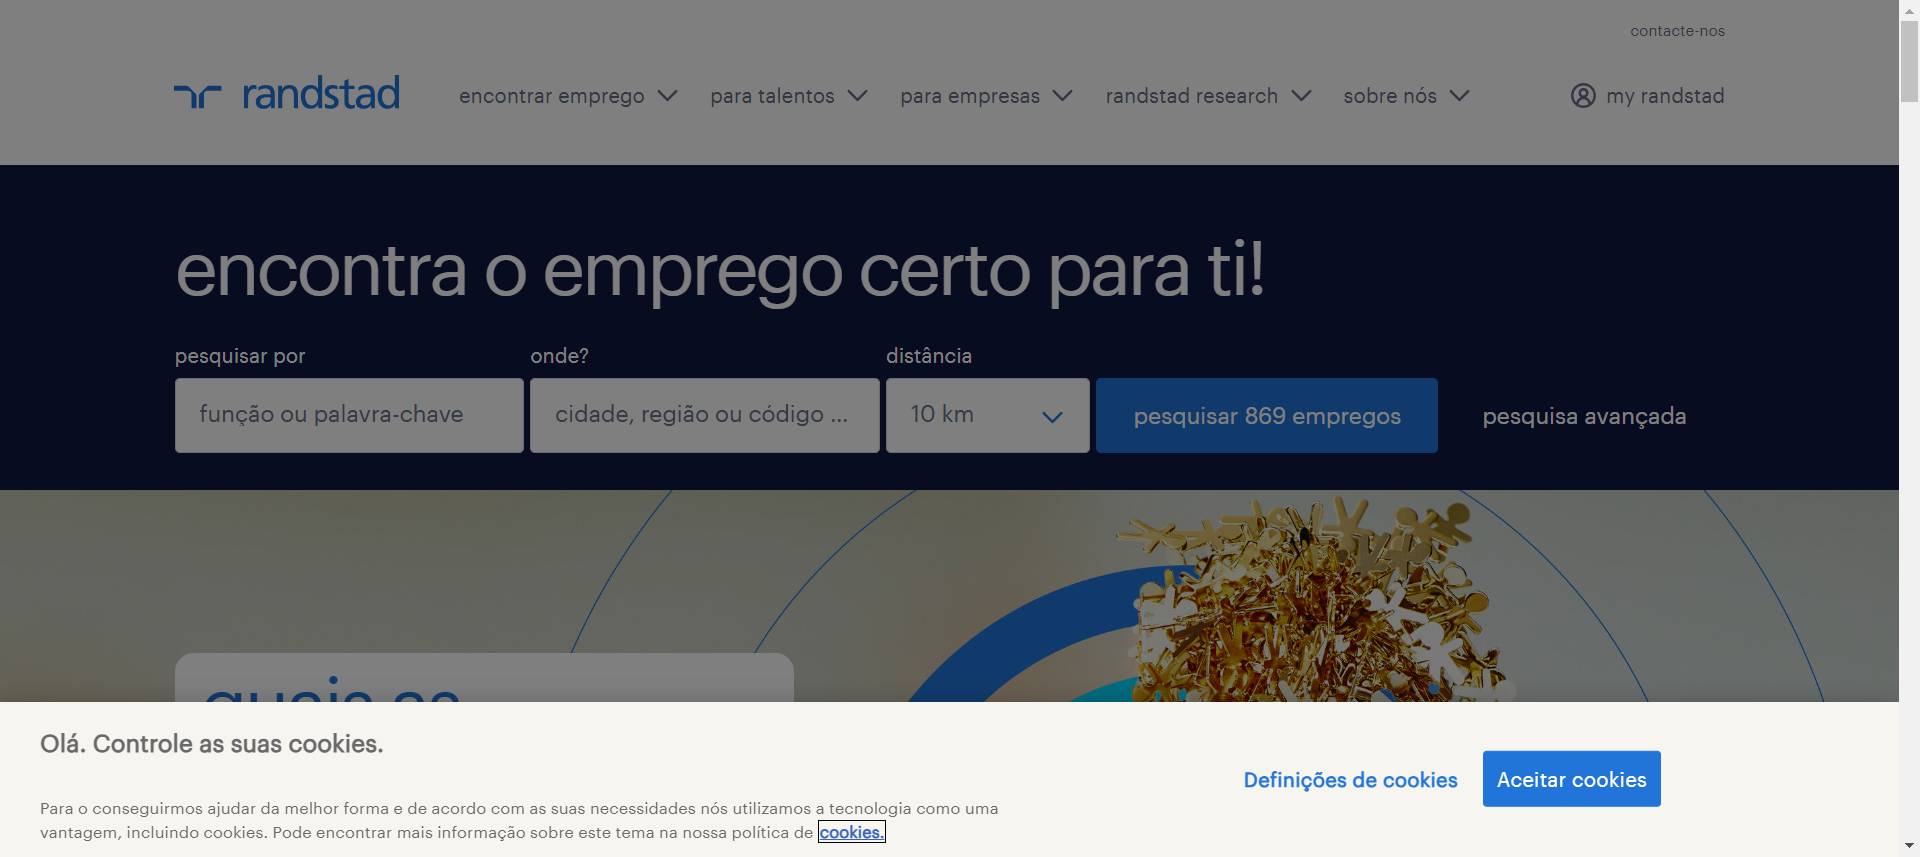 contacte-nos
randstad
encontrar emprego
para talentos
para empresas
randstad research
sobre nós
my randstad
encontra o emprego certo para ti!
pesquisar por
onde?
distância
função ou palavra-chave
cidade, região ou código ...
10 km
pesquisar 869 empregos
pesquisa avançada
quais as
Olá. Controle as suas cookies.
Para o conseguirmos ajudar da melhor forma e de acordo com as suas necessidades nós utilizamos a tecnologia como uma
vantagem, incluindo cookies. Pode encontrar mais informação sobre este tema na nossa política de cookies.
Definições de cookies
Aceitar cookies